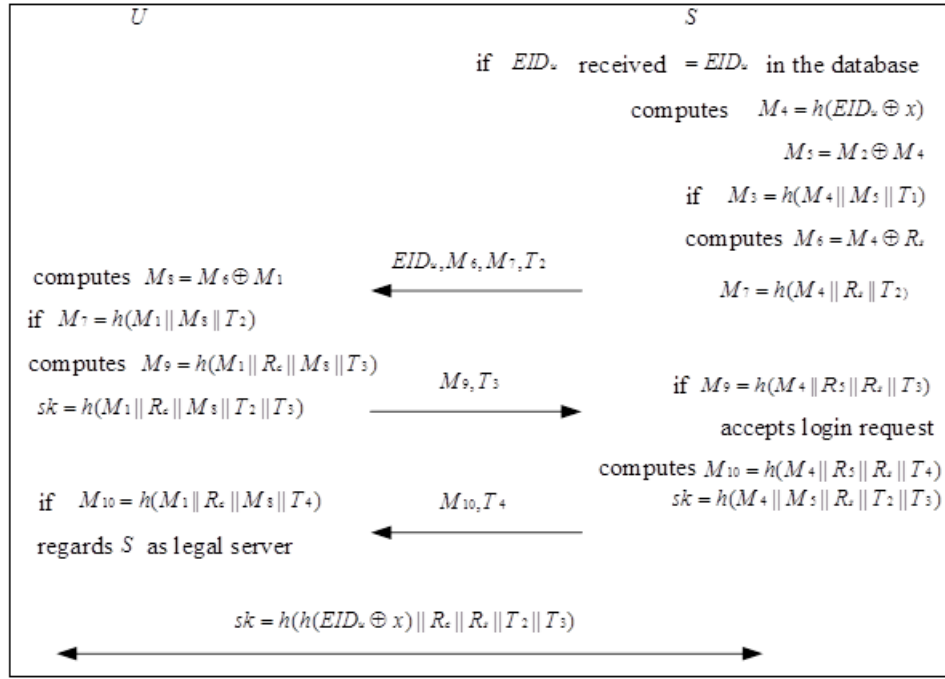 U S
if EIDᵤ received = EIDᵤ in the database
computes M₄ = h(EIDᵤ ⊕ x)
M₅ = M₂ ⊕ M₄
if M₃ = h(M₄ || M₅ || T₁)
computes M₆ = M₄ ⊕ Rₛ
EIDᵤ, M₆, M₇, T₂
computes M₈ = M₆ ⊕ M₁
M₇ = h(M₄ || Rₛ || T₂)
if M₇ = h(M₁ || M₈ || T₂)
computes M₉ = h(M₁ || R꜀ || M₈ || T₃)
M₉, T₃
if M₉ = h(M₄ || R₅ || Rₛ || T₃)
sk = h(M₁ || R꜀ || M₈ || T₂ || T₃)
accepts login request
computes M₁₀ = h(M₄ || R₅ || Rₛ || T₄)
if M₁₀ = h(M₁ || R꜀ || M₈ || T₄)
M₁₀, T₄
sk = h(M₄ || M₅ || Rₛ || T₂ || T₃)
regards S as legal server
sk = h(h(EIDᵤ ⊕ x) || R꜀ || Rₛ || T₂ || T₃)